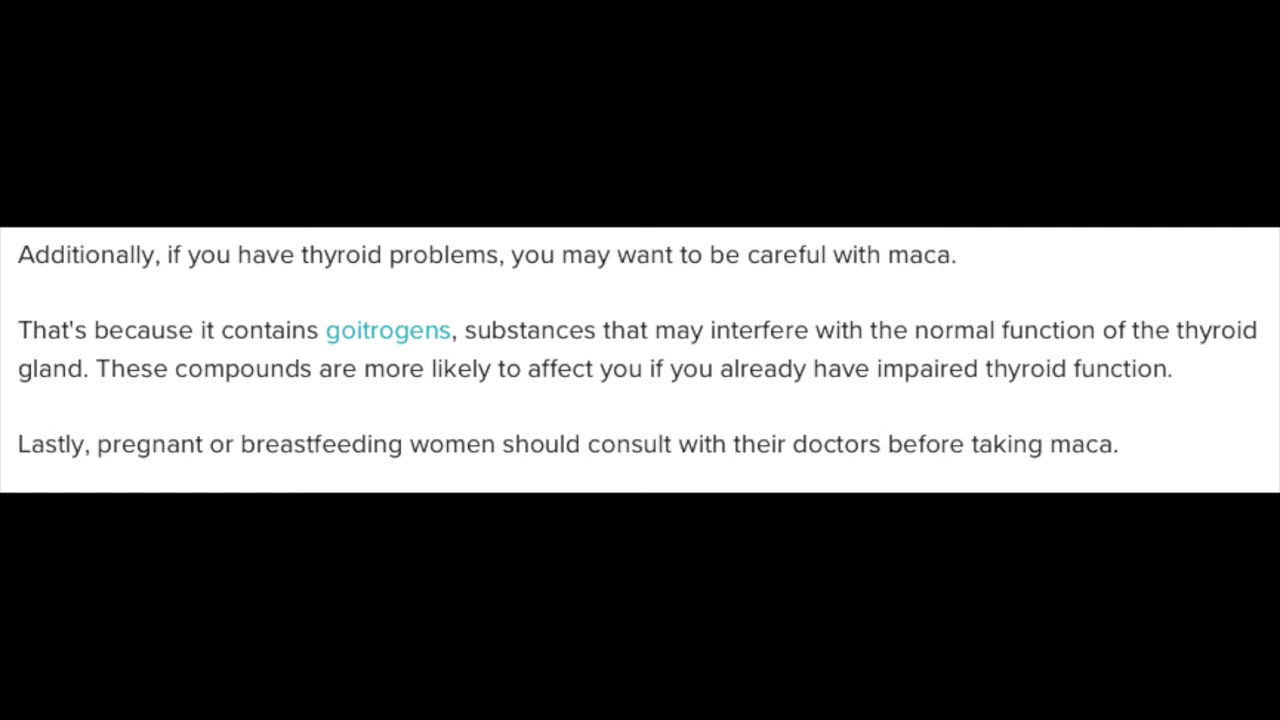 Additionally, if you have thyroid problems, you may want to be careful with maca.
That's because it contains goitrogens, substances that may interfere with the normal function of the thyroid
gland. These compounds are more likely to affect you if you already have impaired thyroid function.
Lastly, pregnant or breastfeeding women should consult with their doctors before taking maca.